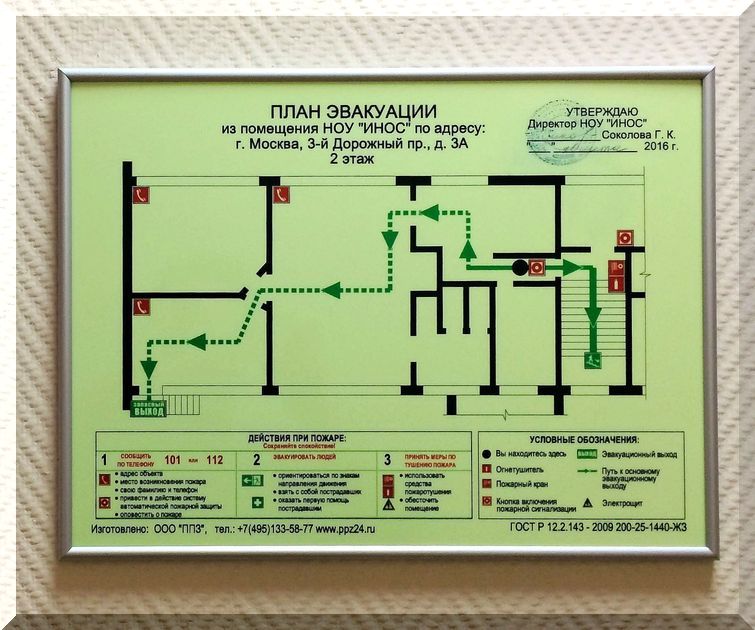 ПЛАН ЭВАКУАЦИИ
из помещения НОУ "ИНОС" по адресу:
г. Москва, 3-й Дорожный пр., д. 3А
2 этаж
УТВЕРЖДАЮ
Директор НОУ "ИНОС"
Соколова Г. К.
2016 г.
ЗАПАСНЫЙ
ВЫХОД
ДЕЙСТВИЯ ПРИ ПОЖАРЕ:
Сохраняйте спокойствие!
1 СООБЩИТЬ
ПО ТЕЛЕФОНУ 101 или 112
• адрес объекта
• место возникновения пожара
• свою фамилию и телефон
• привести в действие систему
автоматической пожарной защиты
• оповестить о пожаре
2 ЭВАКУИРОВАТЬ ЛЮДЕЙ
• ориентироваться по знакам
направления движения
• взять с собой пострадавших
• оказать первую помощь
пострадавшим
3 ПРИНЯТЬ МЕРЫ ПО
ТУШЕНИЮ ПОЖАРА
• использовать
средства
пожаротушения
• обесточить
помещение
УСЛОВНЫЕ ОБОЗНАЧЕНИЯ:
Вы находитесь здесь
Огнетушитель
Пожарный кран
Кнопка включения
пожарной сигнализации
ВЫХОД Эвакуационный выход
Путь к основному
эвакуационному
выходу
Электрощит
Изготовлено: ООО "ППЗ", тел.: +7(495)133-58-77 www.ppz24.ru
ГОСТ Р 12.2.143 - 2009 200-25-1440-ЖЗ